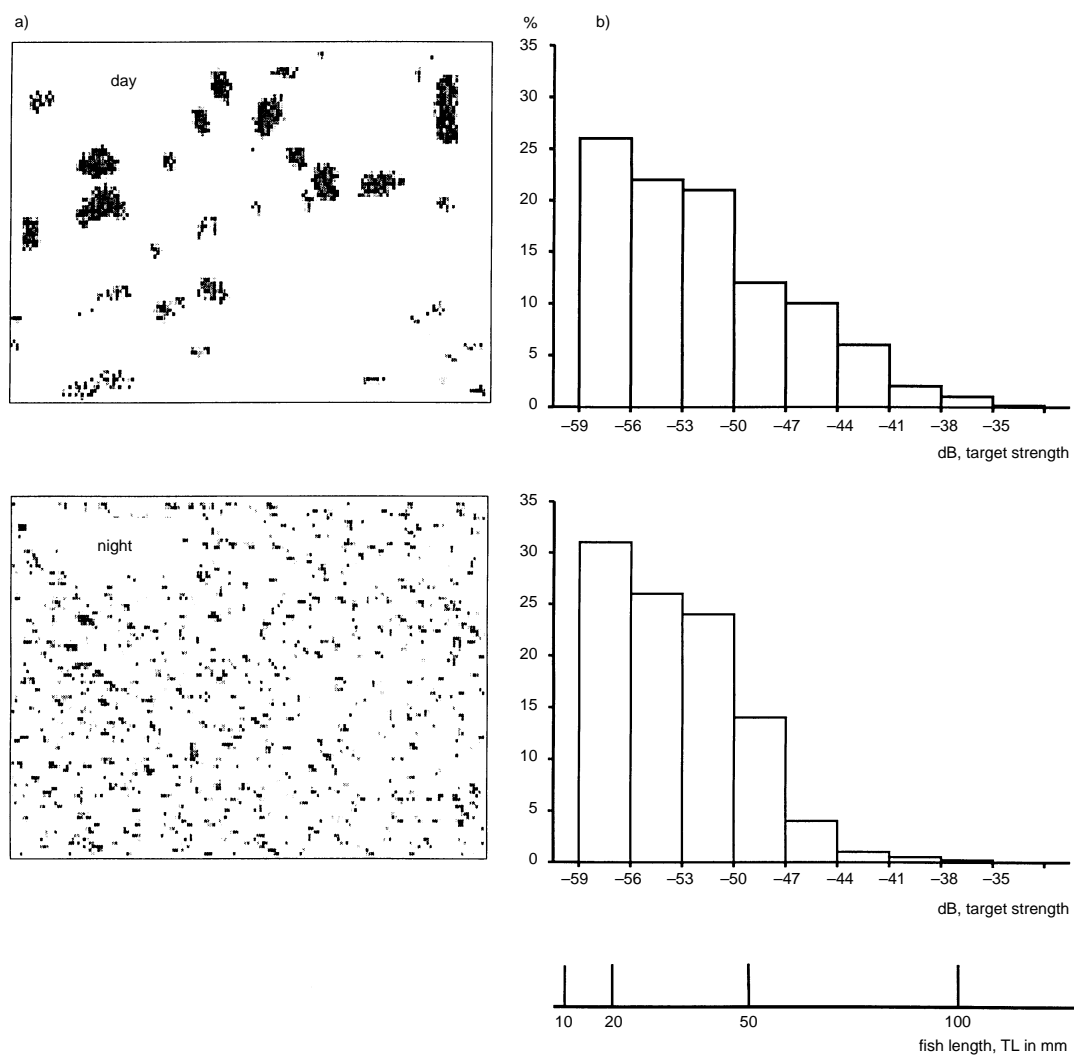 a)
day
% b)
35
30
25
20
15
10
5
0
–59 –56 –53 –50 –47 –44 –41 –38 –35
dB, target strength
night
35
30
25
20
15
10
5
0
–59 –56 –53 –50 –47 –44 –41 –38 –35
dB, target strength
10 20 50 100
fish length, TL in mm